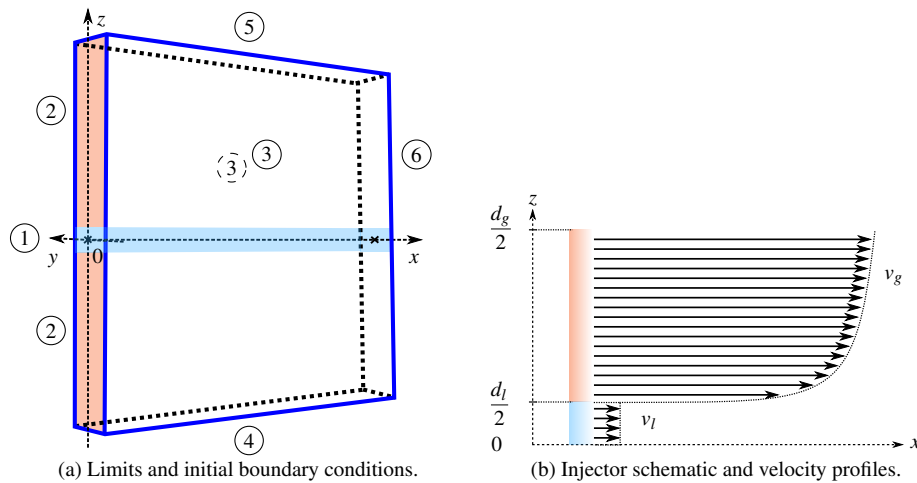 z
5
2
3
3
6
1
y
0
x
2
4
(a) Limits and initial boundary conditions.
z
d_g
2
v_g
d_l
2
v_l
0
x
(b) Injector schematic and velocity profiles.